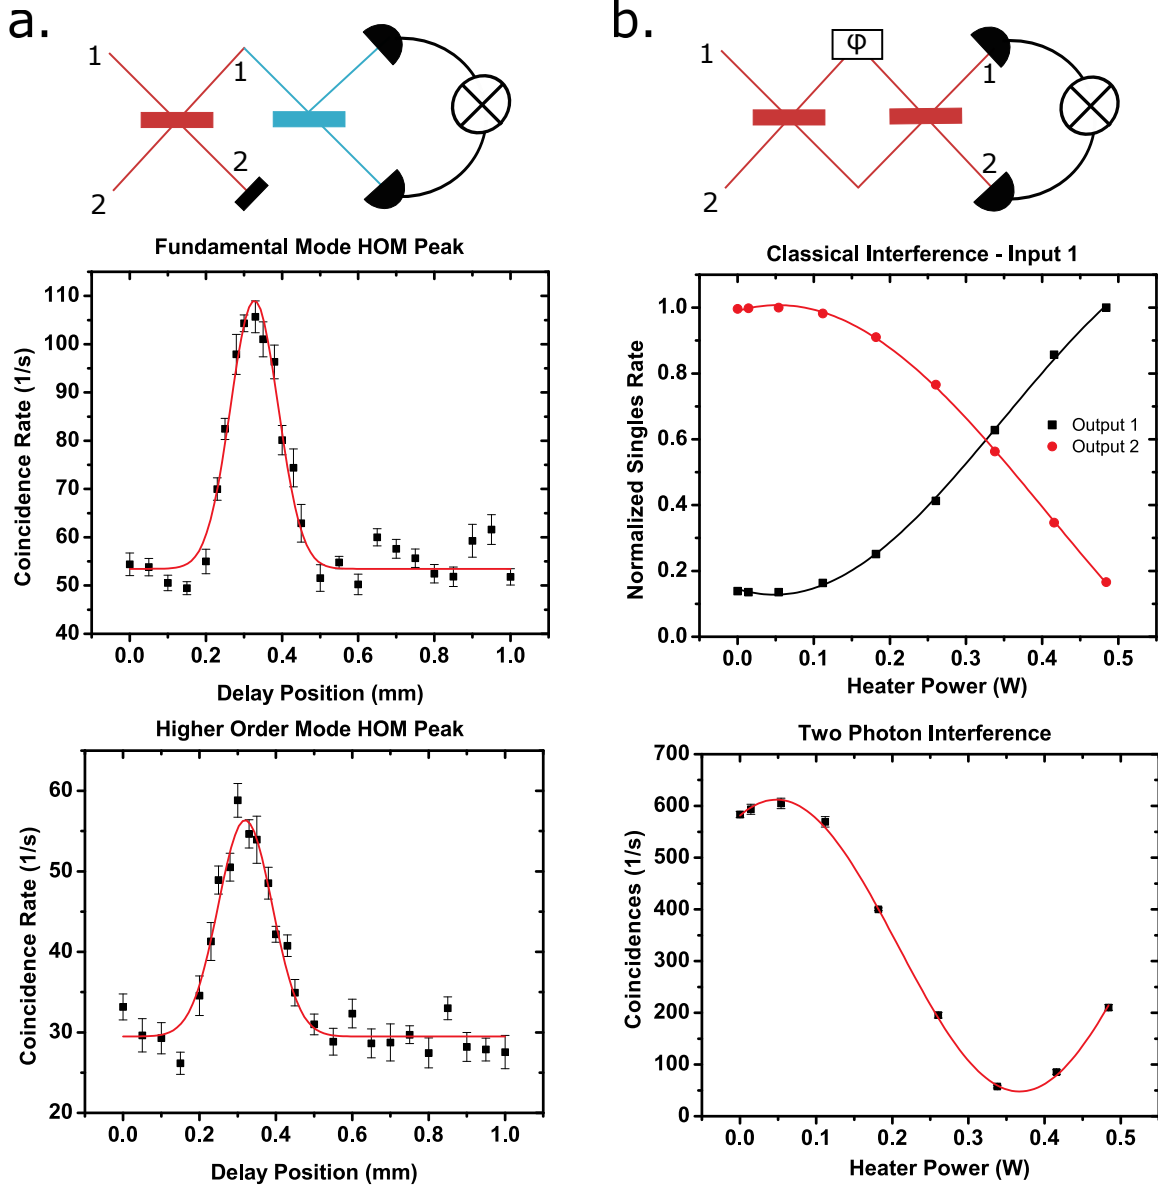 a.
1
1
2
2
Fundamental Mode HOM Peak
Coincidence Rate (1/s)
110
100
90
80
70
60
50
40
0.0 0.2 0.4 0.6 0.8 1.0
Delay Position (mm)
Higher Order Mode HOM Peak
Coincidence Rate (1/s)
60
50
40
30
20
0.0 0.2 0.4 0.6 0.8 1.0
Delay Position (mm)
b.
φ
1
1
2
2
Classical Interference - Input 1
Normalized Singles Rate
1.0
0.8
0.6
0.4
0.2
0.0
Output 1
Output 2
0.0 0.1 0.2 0.3 0.4 0.5
Heater Power (W)
Two Photon Interference
Coincidences (1/s)
700
600
500
400
300
200
100
0
0.0 0.1 0.2 0.3 0.4 0.5
Heater Power (W)